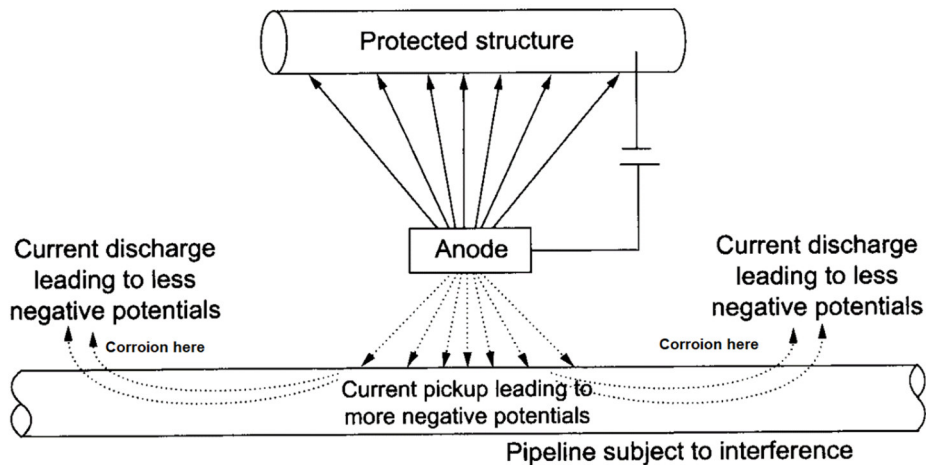 Protected structure
Anode
Current discharge
leading to less
negative potentials
Corroion here
Current discharge
leading to less
negative potentials
Corroion here
Current pickup leading to
more negative potentials
Pipeline subject to interference